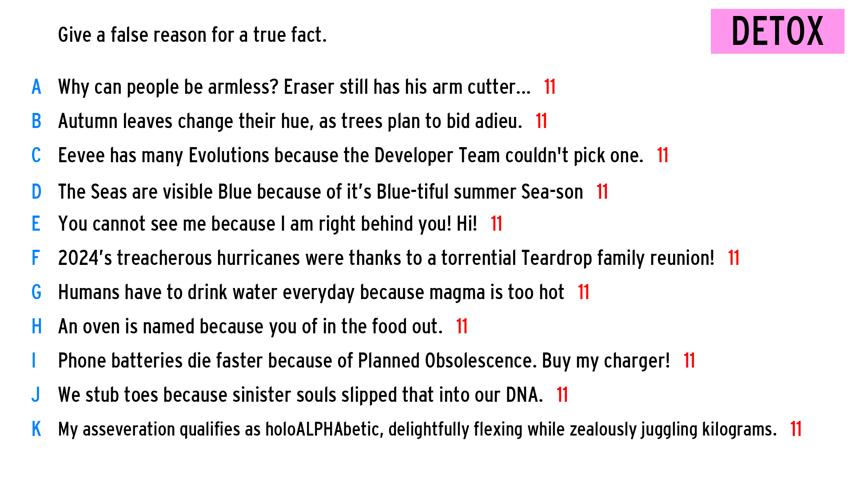 Give a false reason for a true fact.
DETOX
A Why can people be armless? Eraser still has his arm cutter... 11
B Autumn leaves change their hue, as trees plan to bid adieu. 11
C Eevee has many Evolutions because the Developer Team couldn't pick one. 11
D The Seas are visible Blue because of it's Blue-tiful summer Sea-son 11
E You cannot see me because I am right behind you! Hi! 11
F 2024's treacherous hurricanes were thanks to a torrential Teardrop family reunion! 11
G Humans have to drink water everyday because magma is too hot 11
H An oven is named because you of in the food out. 11
I Phone batteries die faster because of Planned Obsolescence. Buy my charger! 11
J We stub toes because sinister souls slipped that into our DNA. 11
K My asseveration qualifies as holoALPHAbetic, delightfully flexing while zealously juggling kilograms. 11